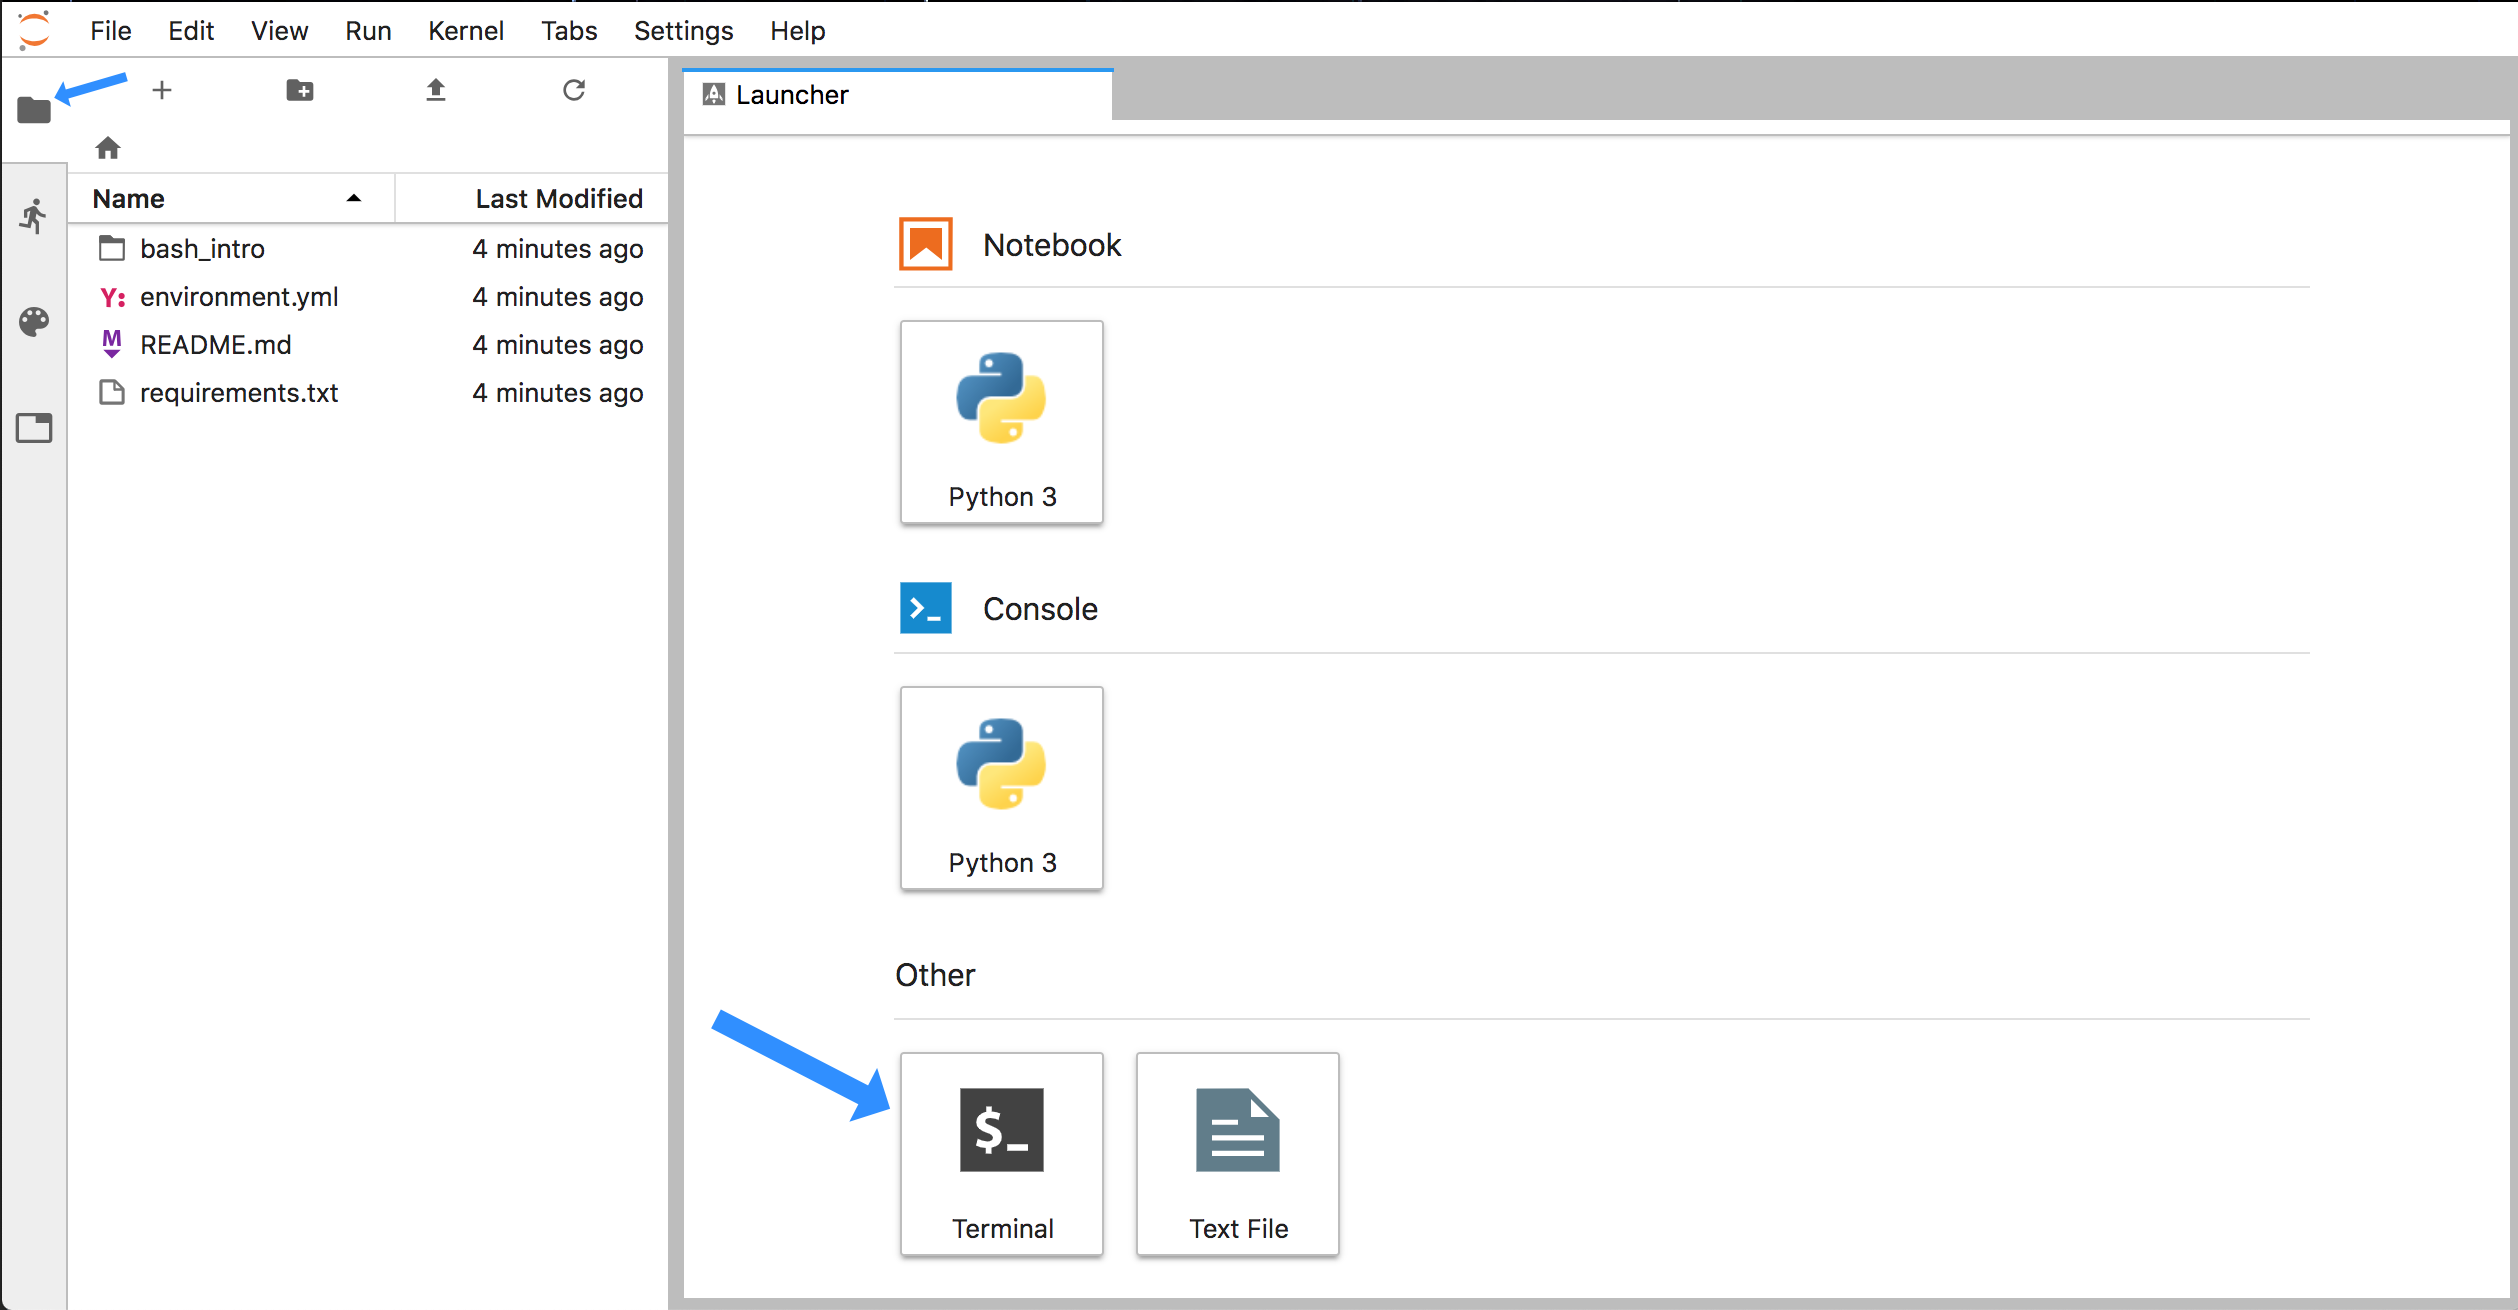 File Edit View Run Kernel Tabs Settings Help
Launcher
Name Last Modified
bash_intro 4 minutes ago
environment.yml 4 minutes ago
README.md 4 minutes ago
requirements.txt 4 minutes ago
Notebook
Python 3
Console
Python 3
Other
$_
Terminal
Text File